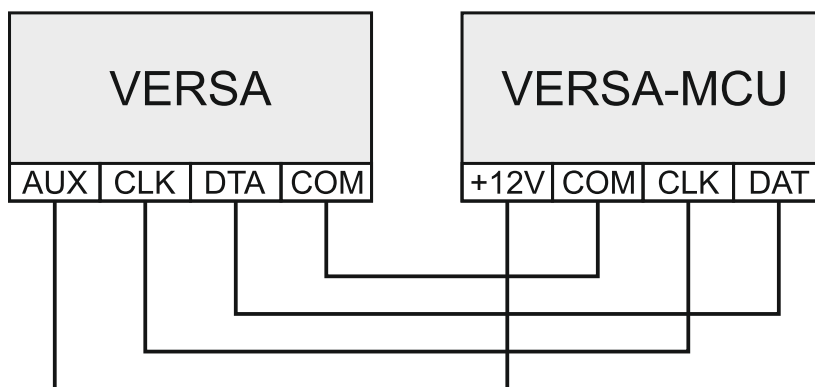 VERSA
VERSA-MCU
AUX CLK DTA COM
+12V COM CLK DAT